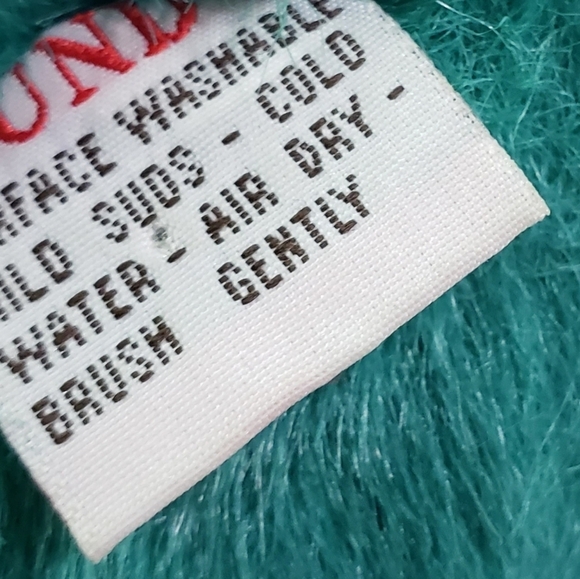 UND
RFACE WASHABLE
ILD SUDS - COLD
WATER - AIR DRY -
BRUSH GENTLY